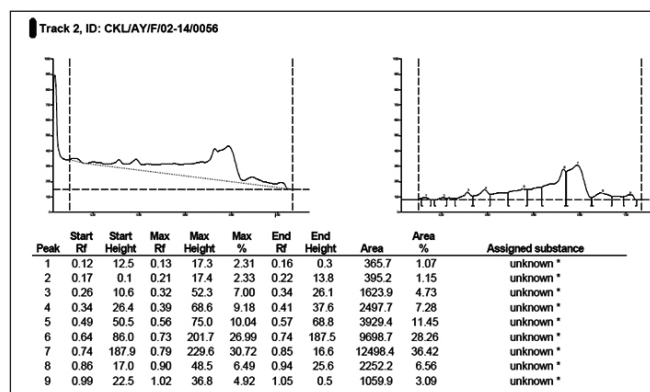 Track 2, ID: CKL/AY/F/02-14/0056
Peak Start Rf Start Height Max Rf Max Height Max % End Rf End Height Area Area % Assigned substance
1 0.12 12.5 0.13 17.3 2.31 0.16 0.3 365.7 1.07 unknown *
2 0.17 0.1 0.21 17.4 2.33 0.22 13.8 395.2 1.15 unknown *
3 0.26 10.6 0.32 52.3 7.00 0.34 26.1 1623.9 4.73 unknown *
4 0.34 26.4 0.39 68.6 9.18 0.41 37.6 2497.7 7.28 unknown *
5 0.49 50.5 0.56 75.0 10.04 0.57 68.8 3929.4 11.45 unknown *
6 0.64 86.0 0.73 201.7 26.99 0.74 187.5 9698.7 28.26 unknown *
7 0.74 187.9 0.79 229.6 30.72 0.85 16.6 12498.4 36.42 unknown *
8 0.86 17.0 0.90 48.5 6.49 0.94 25.6 2252.2 6.56 unknown *
9 0.99 22.5 1.02 36.8 4.92 1.05 0.5 1059.9 3.09 unknown *